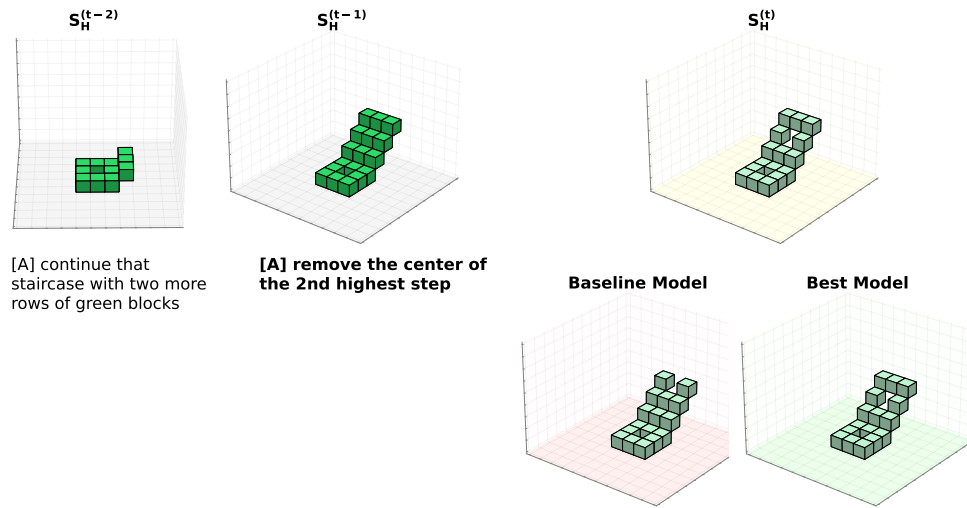 S_H^(t−2)
S_H^(t−1)
S_H^(t)
[A] continue that
staircase with two more
rows of green blocks
[A] remove the center of
the 2nd highest step
Baseline Model
Best Model